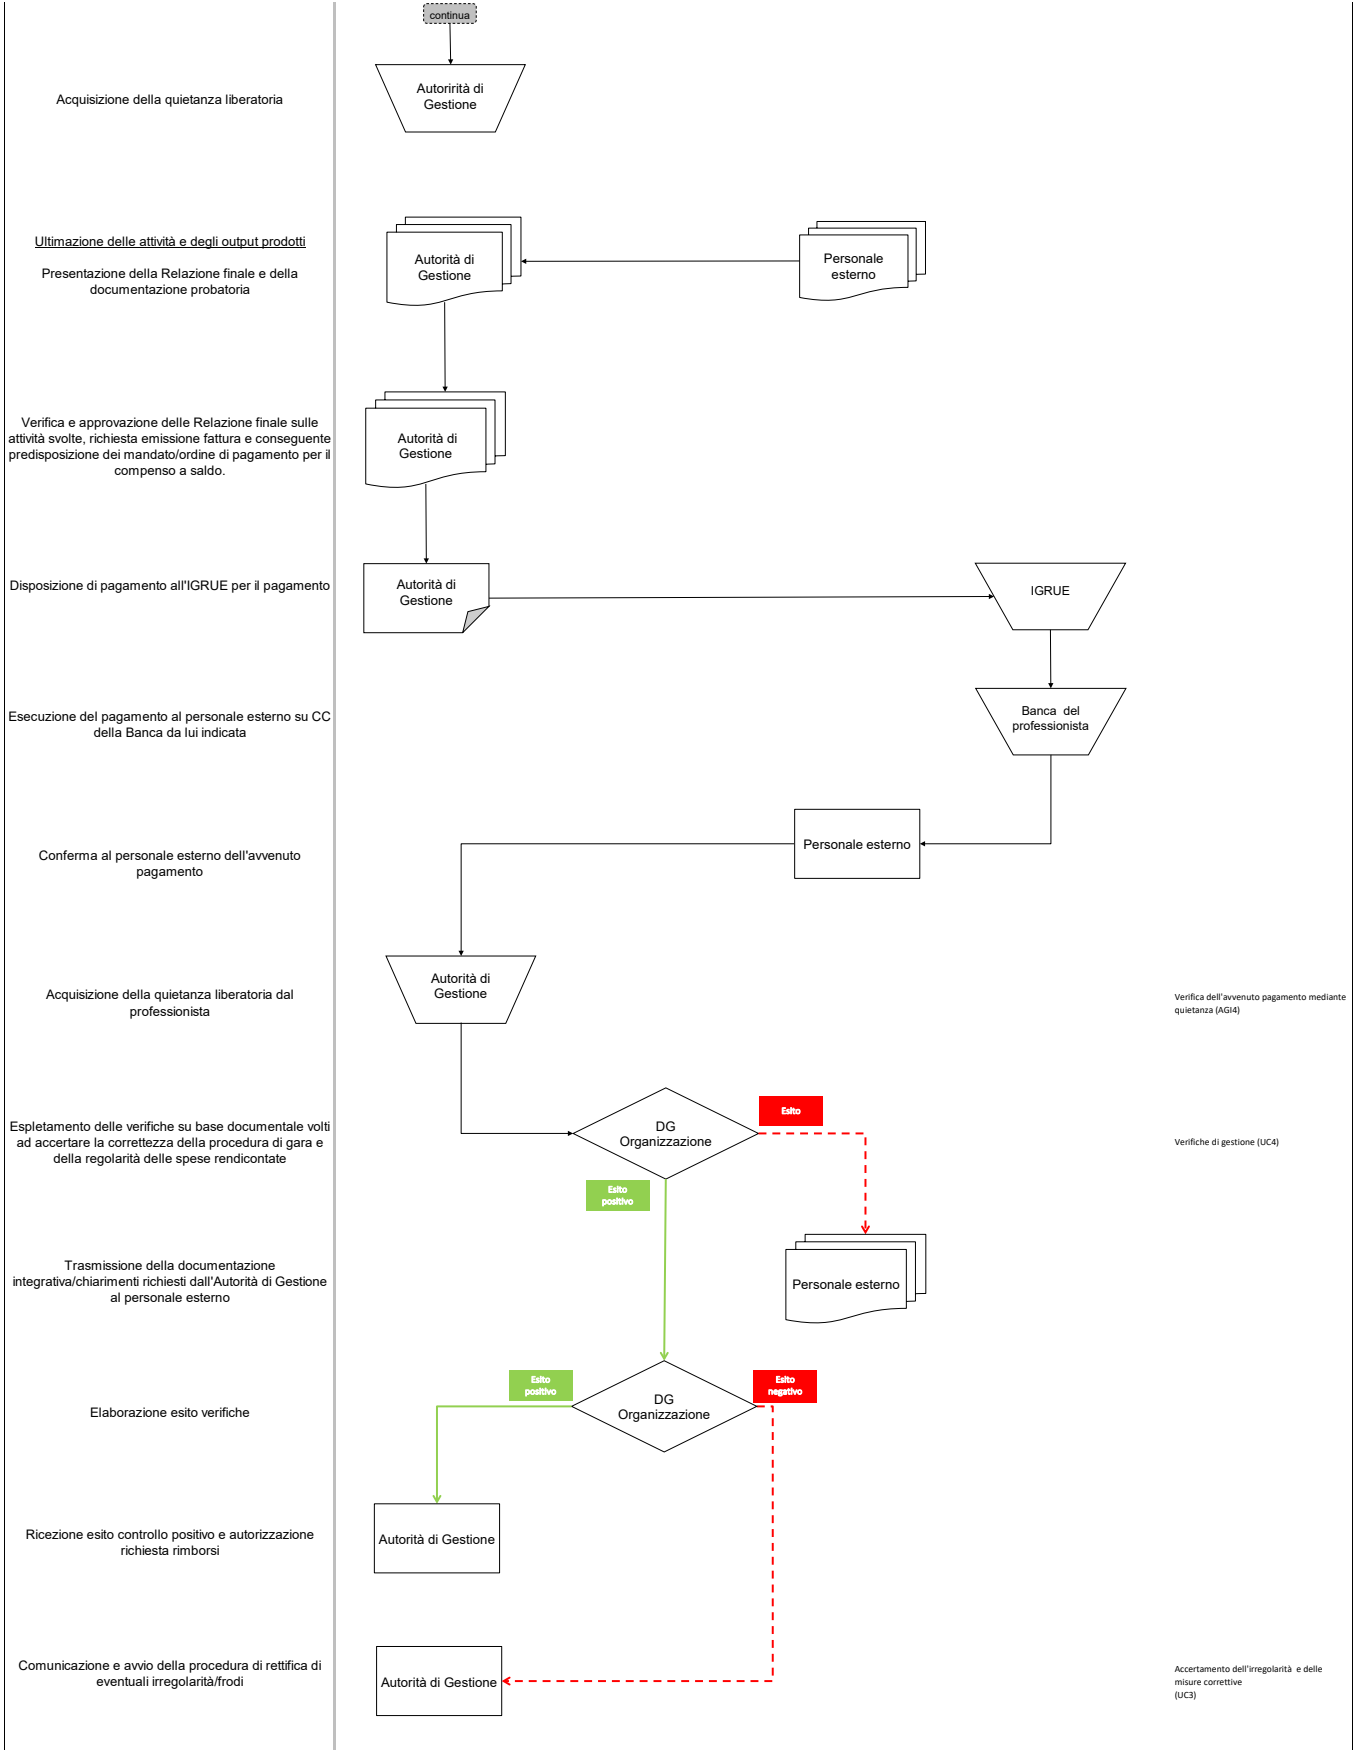 continua
Acquisizione della quietanza liberatoria
Autorirità di
Gestione
Ultimazione delle attività e degli output prodotti
Presentazione della Relazione finale e della
documentazione probatoria
Autorità di
Gestione
Personale
esterno
Verifica e approvazione delle Relazione finale sulle
attività svolte, richiesta emissione fattura e conseguente
predisposizione dei mandato/ordine di pagamento per il
compenso a saldo.
Autorità di
Gestione
Disposizione di pagamento all'IGRUE per il pagamento
Autorità di
Gestione
IGRUE
Esecuzione del pagamento al personale esterno su CC
della Banca da lui indicata
Banca del
professionista
Conferma al personale esterno dell'avvenuto
pagamento
Personale esterno
Acquisizione della quietanza liberatoria dal
professionista
Autorità di
Gestione
Verifica dell'avvenuto pagamento mediante
quietanza (AGI4)
Espletamento delle verifiche su base documentale volti
ad accertare la correttezza della procedura di gara e
della regolarità delle spese rendicontate
DG
Organizzazione
Esito
Verifiche di gestione (UC4)
Esito
positivo
Trasmissione della documentazione
integrativa/chiarimenti richiesti dall'Autorità di Gestione
al personale esterno
Personale esterno
Elaborazione esito verifiche
Esito
positivo
DG
Organizzazione
Esito
negativo
Ricezione esito controllo positivo e autorizzazione
richiesta rimborsi
Autorità di Gestione
Comunicazione e avvio della procedura di rettifica di
eventuali irregolarità/frodi
Autorità di Gestione
Accertamento dell'irregolarità e delle
misure correttive
(UC3)